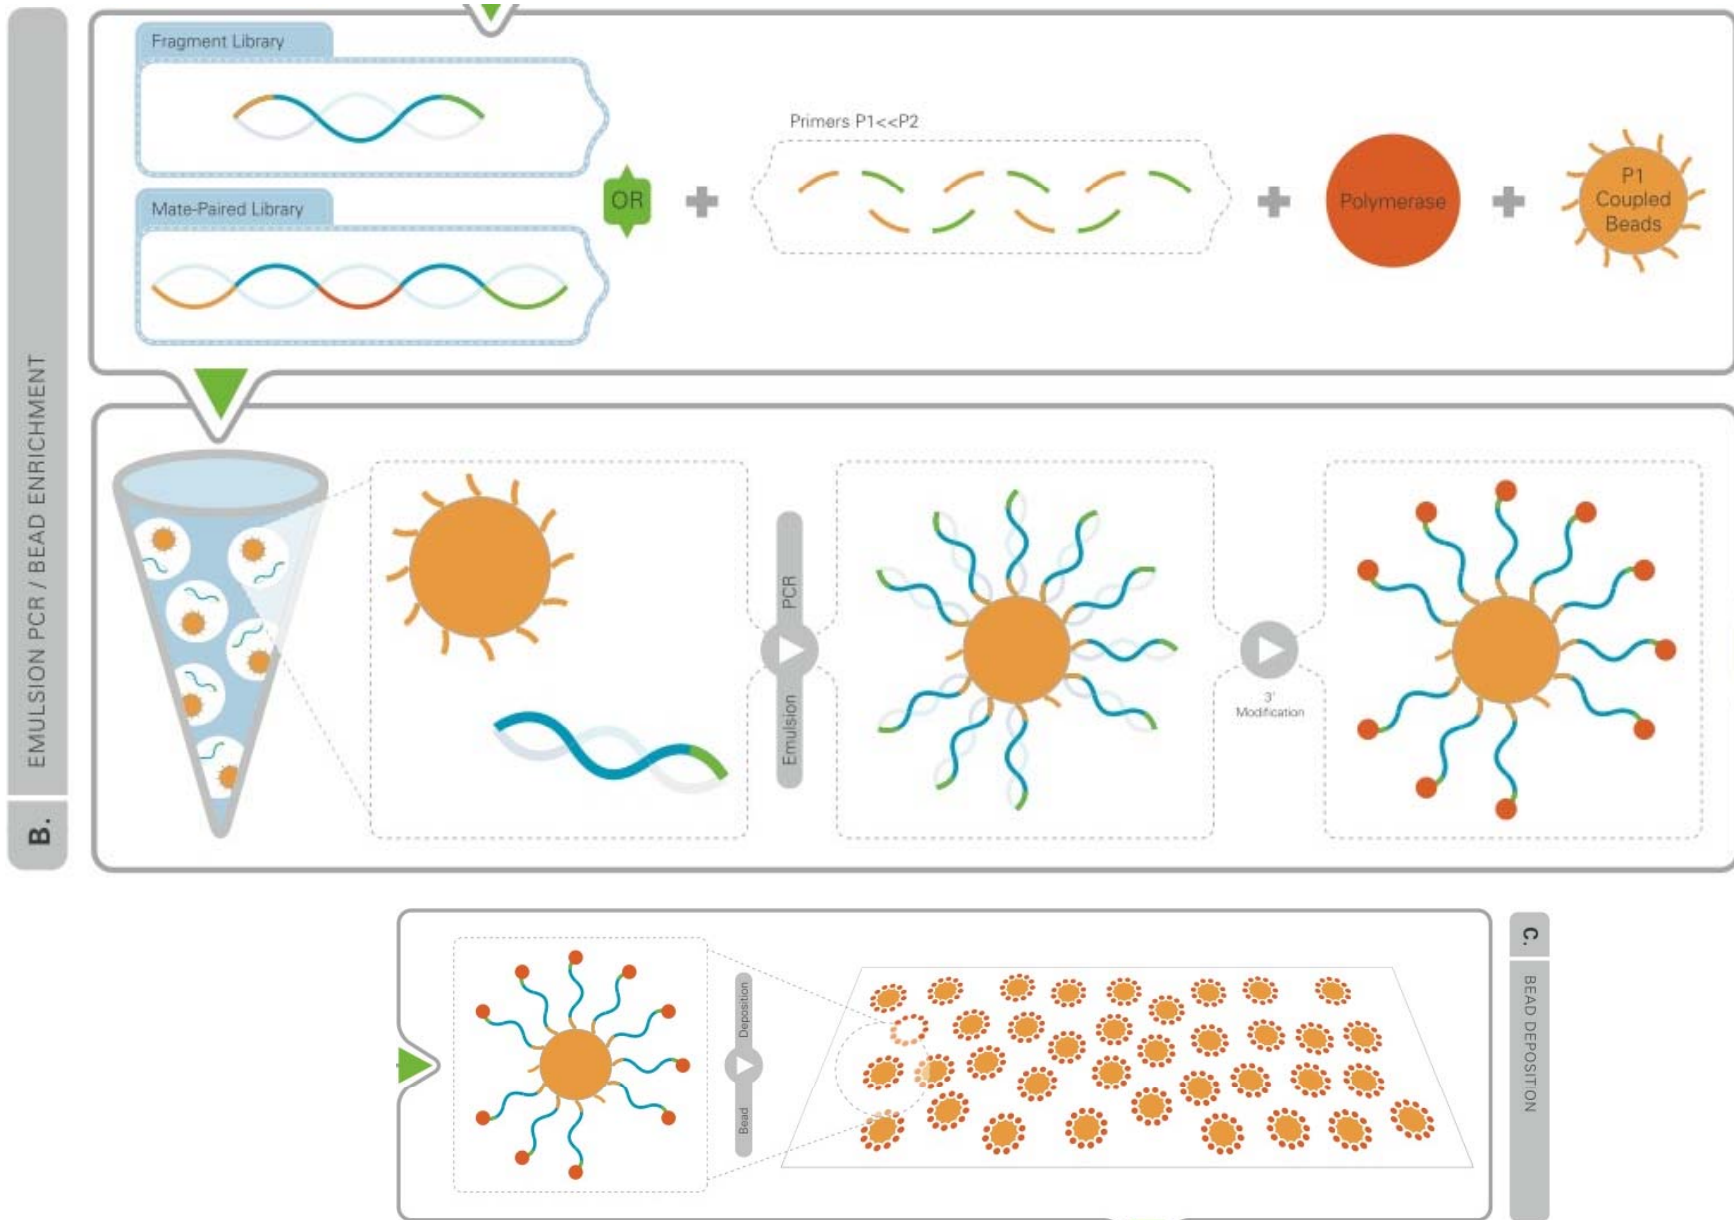 EMULSION PCR / BEAD ENRICHMENT
B.
Fragment Library
Mate-Paired Library
OR
Primers P1<<P2
Polymerase
P1
Coupled
Beads
Emulsion PCR
3'
Modification
Bead Deposition
C.
BEAD DEPOSITION